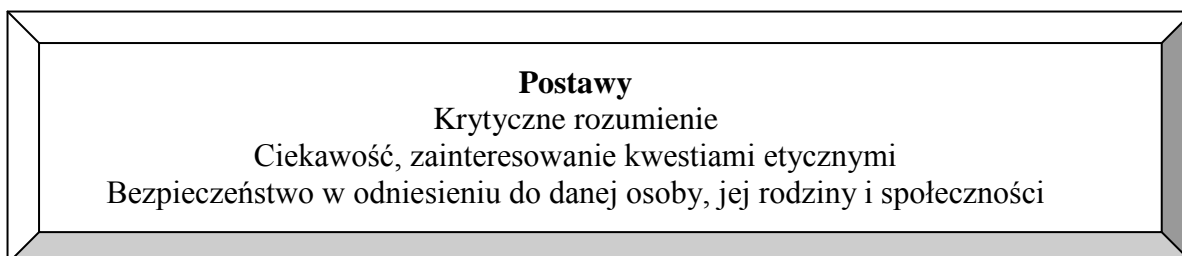 Postawy
Krytyczne rozumienie
Ciekawość, zainteresowanie kwestiami etycznymi
Bezpieczeństwo w odniesieniu do danej osoby, jej rodziny i społeczności